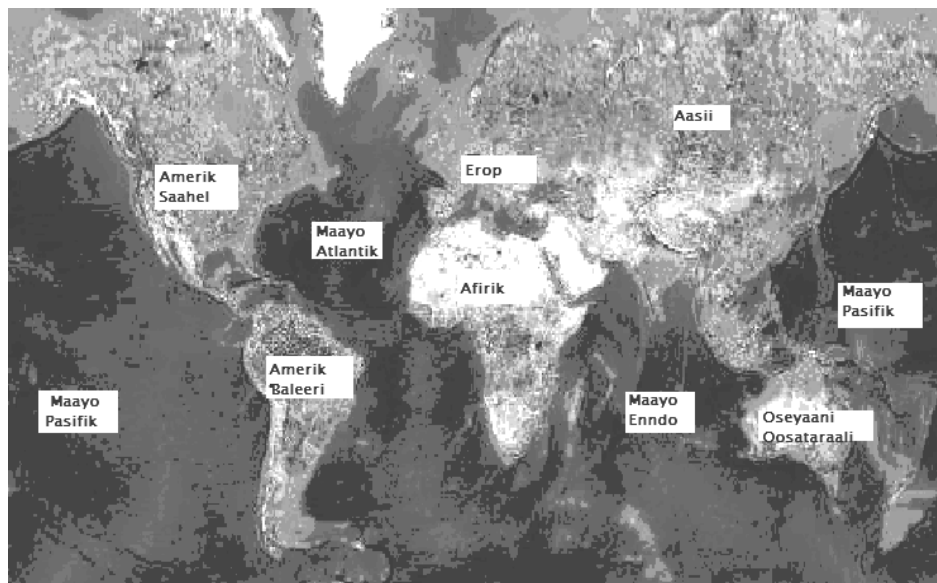 Aasii
Erop
Amerik
Saahel
Maayo
Atlantik
Afirik
Maayo
Pasifik
Amerik
Baleeri
Maayo
Pasifik
Maayo
Enndo
Oseyaani
Oosataraali